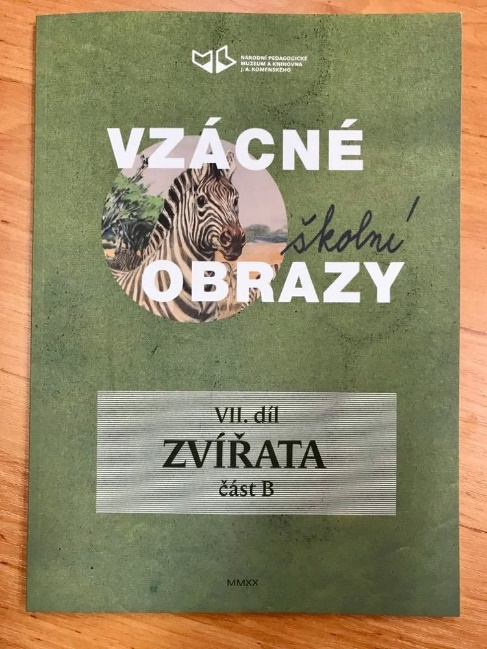 NÁRODNÍ PEDAGOGICKÉ
MUZEUM A KNIHOVNA
J. A. KOMENSKÉHO
VZÁCNÉ
školní
OBRAZY
VII. díl
ZVÍŘATA
část B
MMXX